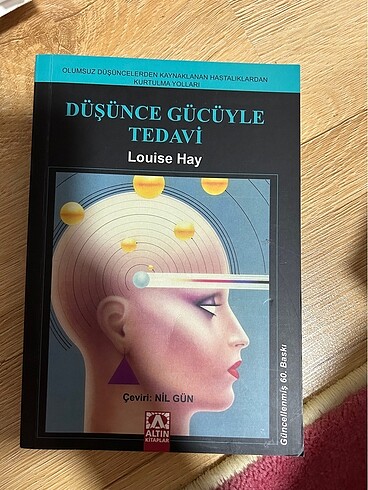 OLUMSUZ DÜŞÜNCELERDEN KAYNAKLANAN HASTALIKLARDAN
KURTULMA YOLLARI
DÜŞÜNCE GÜCÜYLE
TEDAVİ
Louise Hay
Çeviri: NİL GÜN
Güncellenmiş 60. Baskı
ALTIN
KİTAPLAR